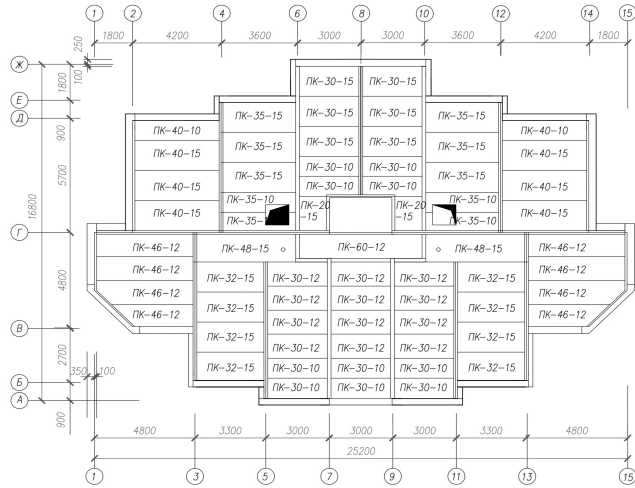 1 2 4 6 8 10 12 14 15
1800 4200 3600 3000 3000 3600 4200 1800
250
100
Ж
Е
Д
Г
В
Б
А
1800
900
5700
16800
4800
2700
900
350 100
ПК-30-15 ПК-30-15
ПК-35-15 ПК-30-15 ПК-30-15 ПК-35-15
ПК-40-10 ПК-40-10
ПК-35-15 ПК-30-15 ПК-30-15 ПК-35-15
ПК-40-15 ПК-40-15
ПК-30-10 ПК-30-10
ПК-35-15 ПК-35-15
ПК-40-15 ПК-30-10 ПК-30-10 ПК-40-15
ПК-35-10 ПК-35-10
ПК-20 ПК-20
-15 -15
ПК-40-15 ПК-35-10 ПК-35-10 ПК-40-15
ПК-46-12 ПК-48-15 ПК-60-12 ПК-48-15 ПК-46-12
ПК-46-12 ПК-46-12
ПК-32-15 ПК-30-12 ПК-30-12 ПК-30-12 ПК-32-15
ПК-46-12 ПК-30-12 ПК-30-12 ПК-30-12 ПК-46-12
ПК-32-15 ПК-32-15
ПК-46-12 ПК-30-12 ПК-30-12 ПК-30-12 ПК-46-12
ПК-32-15 ПК-32-15
ПК-30-12 ПК-30-12 ПК-30-12
ПК-32-15 ПК-30-10 ПК-30-10 ПК-30-10 ПК-32-15
ПК-30-10 ПК-30-10 ПК-30-10
4800 3300 3000 3000 3000 3300 4800
25200
1 3 5 7 9 11 13 15